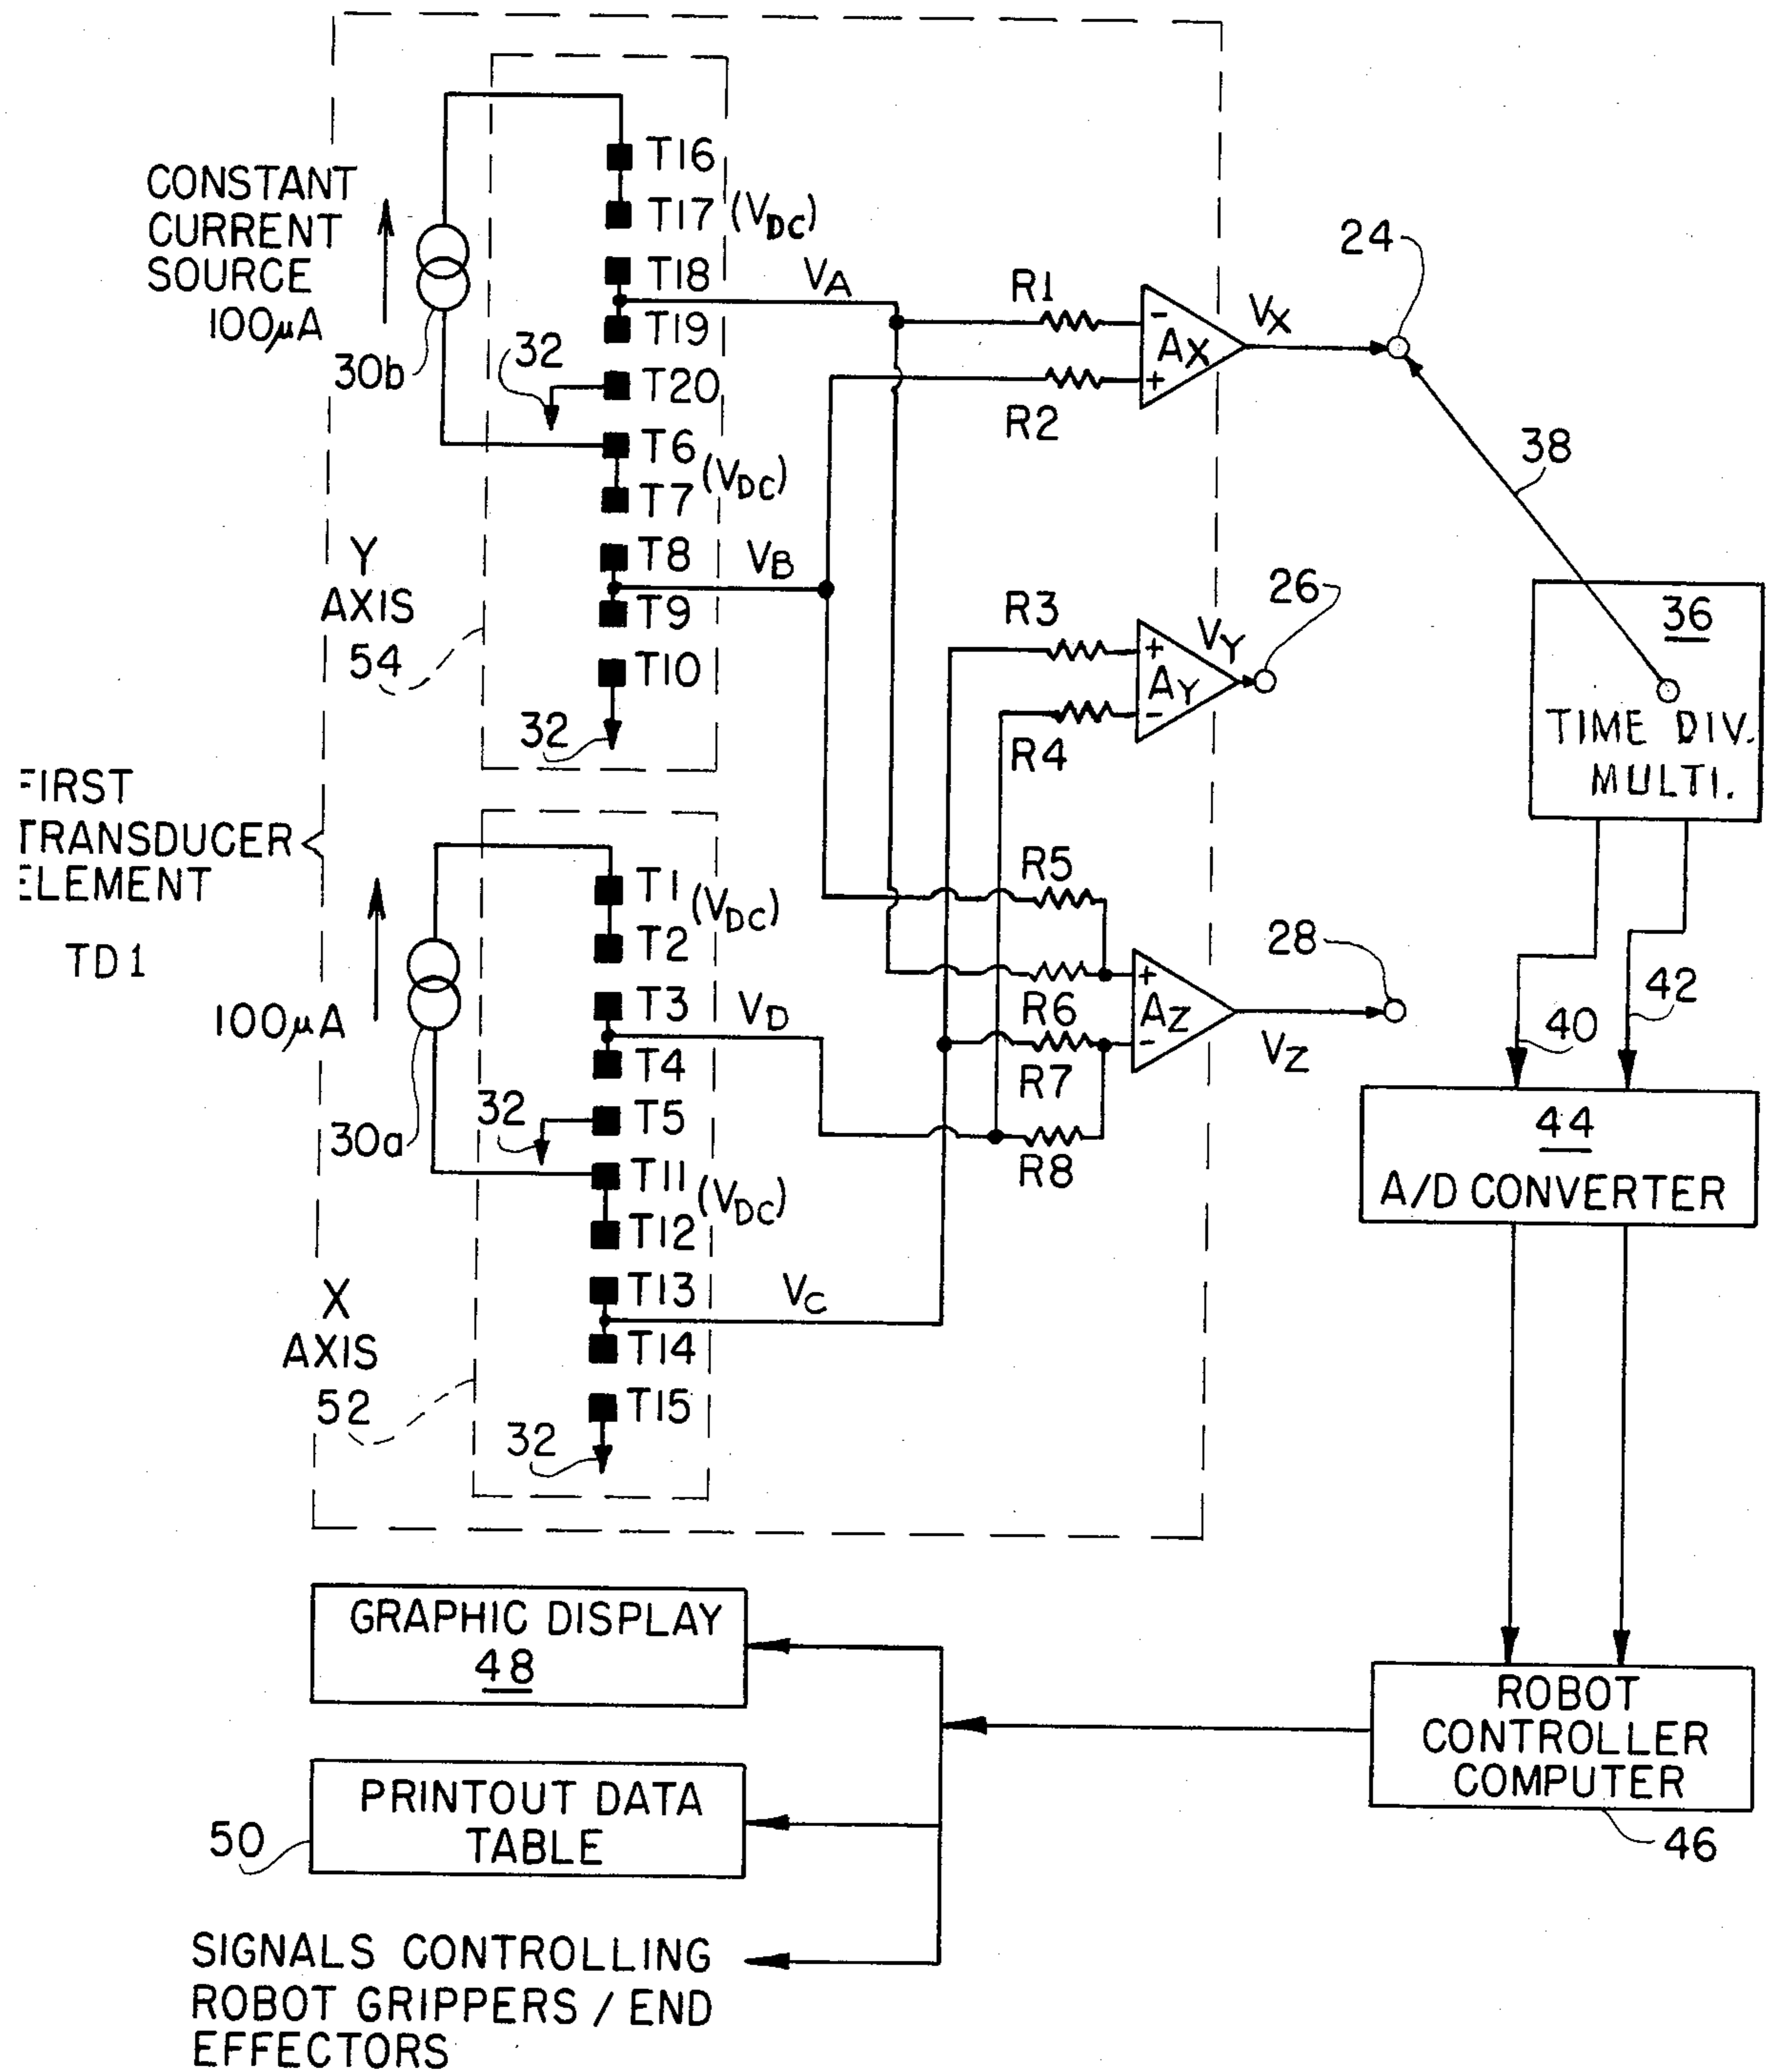 T16
CONSTANT
CURRENT
SOURCE
100µA
T17 (VDC)
T18
VA
T19
30b
32
T20
T6
(VDC)
T7
T8
VB
T9
Y
AXIS
54
T10
32
R1
R2
AX
-
+
VX
24
38
R3
R4
AY
+
-
VY
26
36
TIME DIV.
MULTI.
FIRST
TRANSDUCER
ELEMENT
TD1
100µA
30a
T1
(VDC)
T2
T3
VD
T4
32
T5
T11
(VDC)
T12
T13
VC
T14
X
AXIS
52
T15
32
R5
R6
R7
R8
AZ
+
-
VZ
28
40
42
44
A/D CONVERTER
GRAPHIC DISPLAY
48
ROBOT
CONTROLLER
COMPUTER
46
PRINTOUT DATA
TABLE
50
SIGNALS CONTROLLING
ROBOT GRIPPERS / END
EFFECTORS